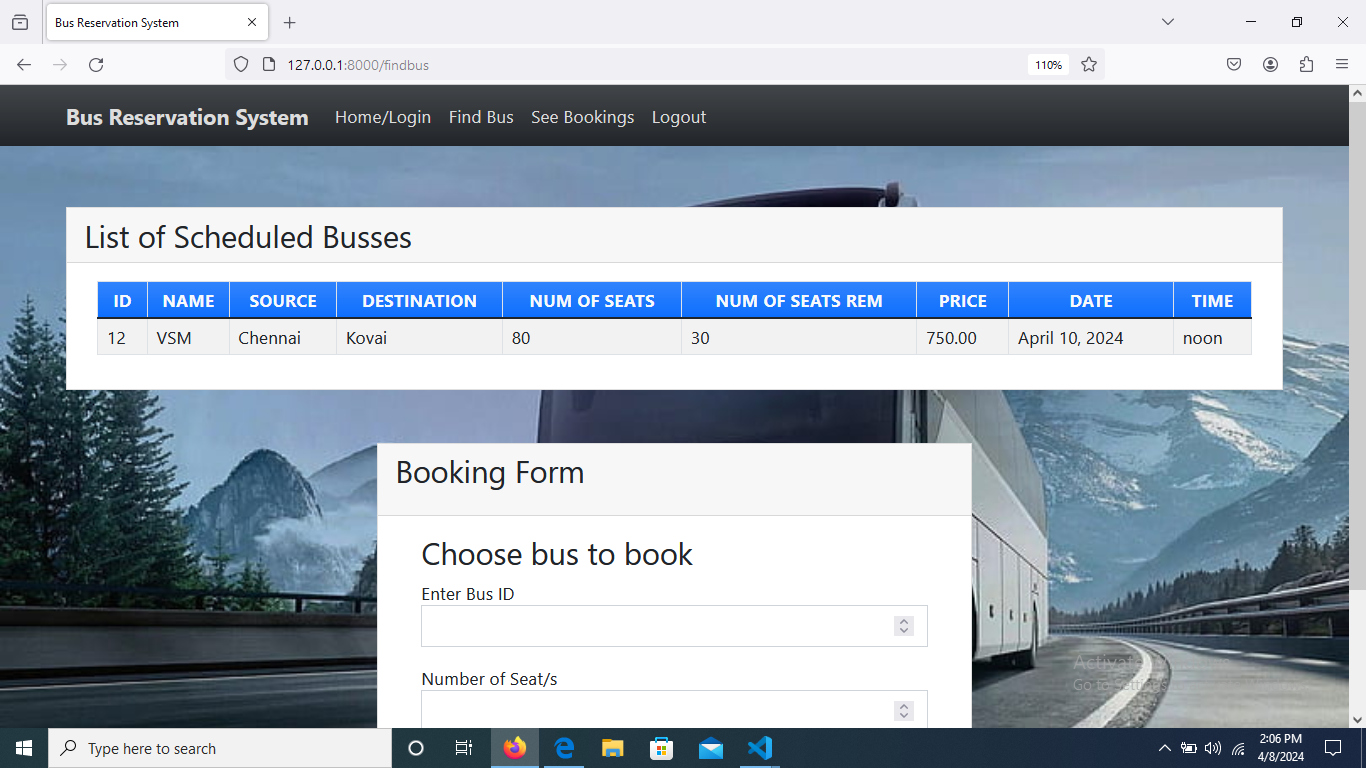 Bus Reservation System
127.0.0.1:8000/findbus
110%
Bus Reservation System Home/Login Find Bus See Bookings Logout
List of Scheduled Busses
ID NAME SOURCE DESTINATION NUM OF SEATS NUM OF SEATS REM PRICE DATE TIME
12 VSM Chennai Kovai 80 30 750.00 April 10, 2024 noon
Booking Form
Choose bus to book
Enter Bus ID
Number of Seat/s
Activate
Go to Settings
Type here to search
2:06 PM
4/8/2024